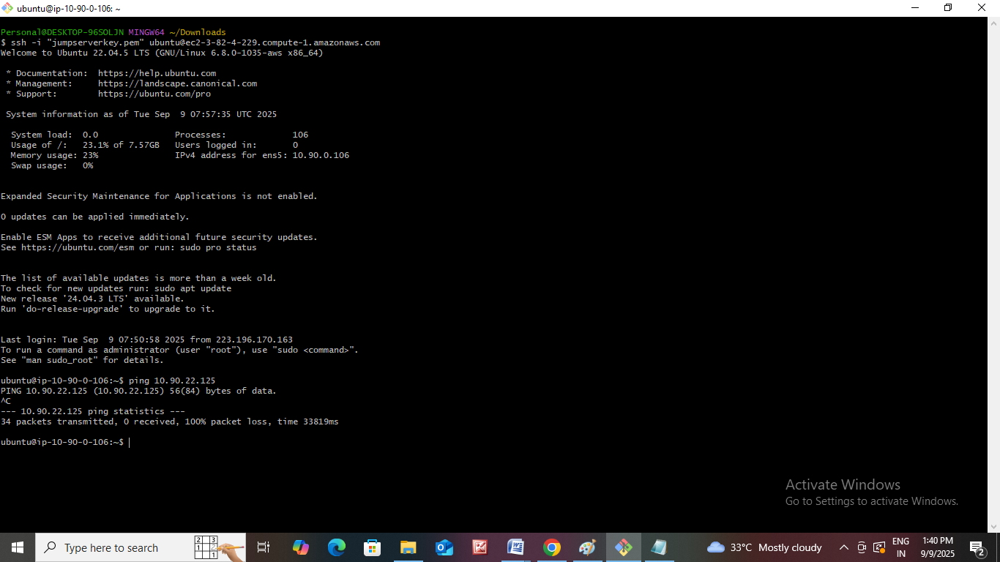 ubuntu@ip-10-90-0-106: ~
Personal@DESKTOP-96SOLJN MINGW64 ~/Downloads
$ ssh -i "jumpserverkey.pem" ubuntu@ec2-3-82-4-229.compute-1.amazonaws.com
Welcome to Ubuntu 22.04.5 LTS (GNU/Linux 6.8.0-1035-aws x86_64)
* Documentation:  https://help.ubuntu.com
* Management:     https://landscape.canonical.com
* Support:        https://ubuntu.com/pro
System information as of Tue Sep  9 07:57:35 UTC 2025
System load:  0.0               Processes:             106
Usage of /:   23.1% of 7.57GB   Users logged in:       0
Memory usage: 23%               IPv4 address for ens5: 10.90.0.106
Swap usage:   0%
Expanded Security Maintenance for Applications is not enabled.
0 updates can be applied immediately.
Enable ESM Apps to receive additional future security updates.
See https://ubuntu.com/esm or run: sudo pro status
The list of available updates is more than a week old.
To check for new updates run: sudo apt update
New release '24.04.3 LTS' available.
Run 'do-release-upgrade' to upgrade to it.
Last login: Tue Sep  9 07:50:58 2025 from 223.196.170.163
To run a command as administrator (user "root"), use "sudo <command>".
See "man sudo_root" for details.
ubuntu@ip-10-90-0-106:~$ ping 10.90.22.125
PING 10.90.22.125 (10.90.22.125) 56(84) bytes of data.
^C
--- 10.90.22.125 ping statistics ---
34 packets transmitted, 0 received, 100% packet loss, time 33819ms
ubuntu@ip-10-90-0-106:~$
Activate Windows
Go to Settings to activate Windows.
Type here to search
33°C Mostly cloudy
ENG
IN
1:40 PM
9/9/2025
2